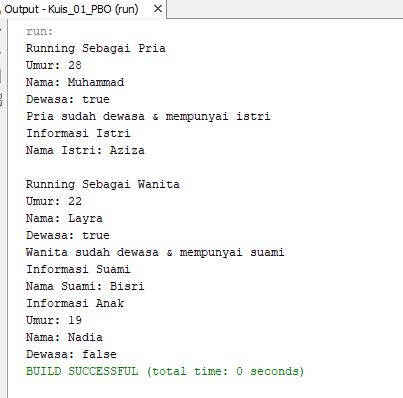 Output - Kuis_01_PBO (run) ×
run:
Running Sebagai Pria
Umur: 28
Nama: Muhammad
Dewasa: true
Pria sudah dewasa & mempunyai istri
Informasi Istri
Nama Istri: Aziza

Running Sebagai Wanita
Umur: 22
Nama: Layra
Dewasa: true
Wanita sudah dewasa & mempunyai suami
Informasi Suami
Nama Suami: Bisri
Informasi Anak
Umur: 19
Nama: Nadia
Dewasa: false
BUILD SUCCESSFUL (total time: 0 seconds)